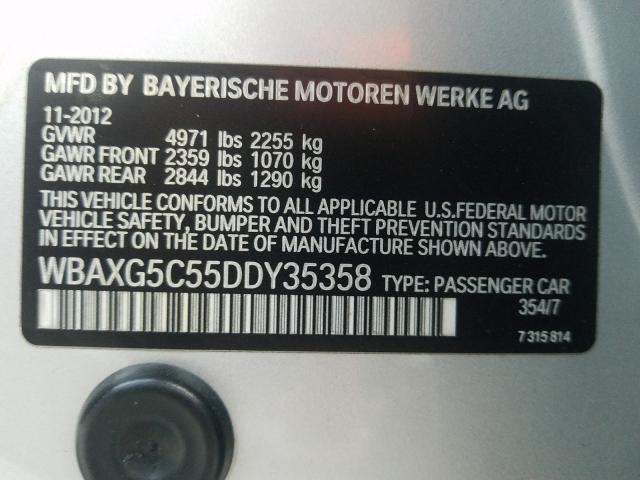 MFD BY BAYERISCHE MOTOREN WERKE AG
11-2012
GVWR 4971 lbs 2255 kg
GAWR FRONT 2359 lbs 1070 kg
GAWR REAR 2844 lbs 1290 kg
THIS VEHICLE CONFORMS TO ALL APPLICABLE U.S.FEDERAL MOTOR
VEHICLE SAFETY, BUMPER AND THEFT PREVENTION STANDARDS
IN EFFECT ON THE DATE OF MANUFACTURE SHOWN ABOVE.
WBAXG5C55DDY35358 TYPE: PASSENGER CAR
354/7
7 315 814